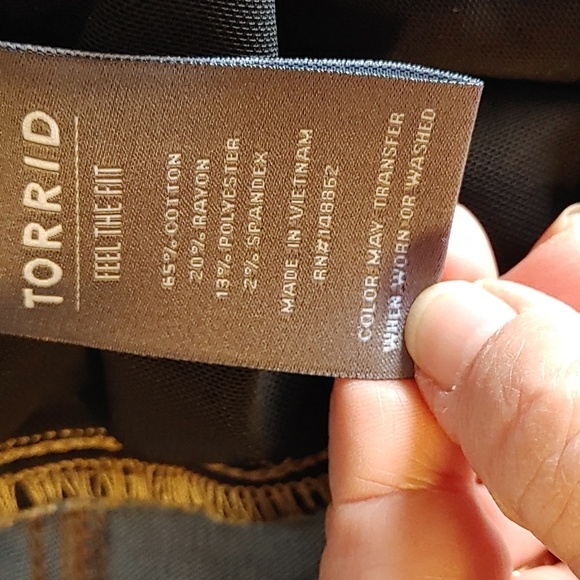 TORRID
FEEL THE FIT
65% COTTON
20% RAYON
13% POLYESTER
2% SPANDEX
MADE IN VIETNAM
RN#1148862
COLOR MAY TRANSFER
WHEN WORN OR WASHED